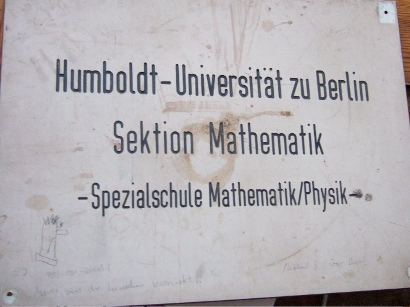 Humboldt-Universität zu Berlin
Sektion Mathematik
-Spezialschule Mathematik/Physik-